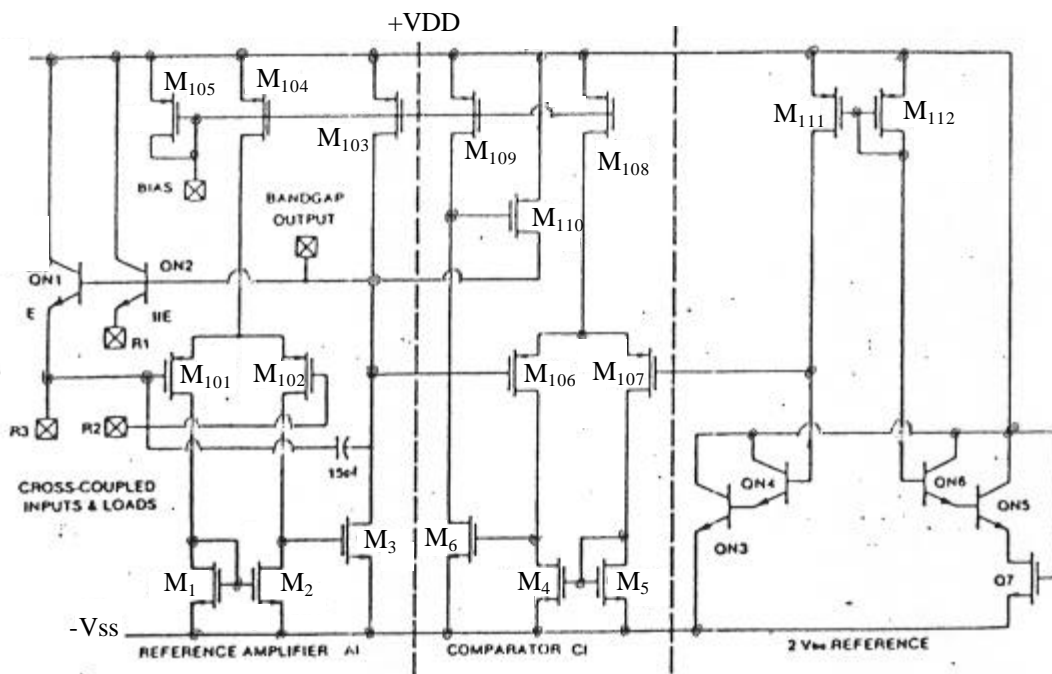 +VDD
M105
M104
M103
M109
M108
M111
M112
BIAS
BANDGAP
OUTPUT
M110
QN1
QN2
E
IIE
R1
M101
M102
M106
M107
R3
R2
15pf
CROSS-COUPLED
INPUTS & LOADS
QN4
QN6
QN5
QN3
M3
M6
M1
M2
M4
M5
Q7
-VSS
REFERENCE AMPLIFIER A1
COMPARATOR C1
2 Vbe REFERENCE